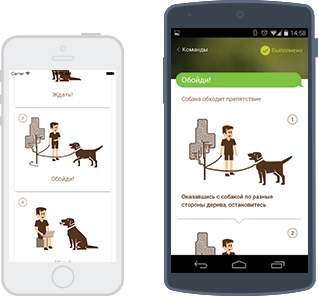 Carrier
Ждать!
3
Обойди!
4
14:58
Команды
Выполнено
Обойди!
Собака обходит препятствие
1
Оказавшись с собакой по разные
стороны дерева, остановитесь
2